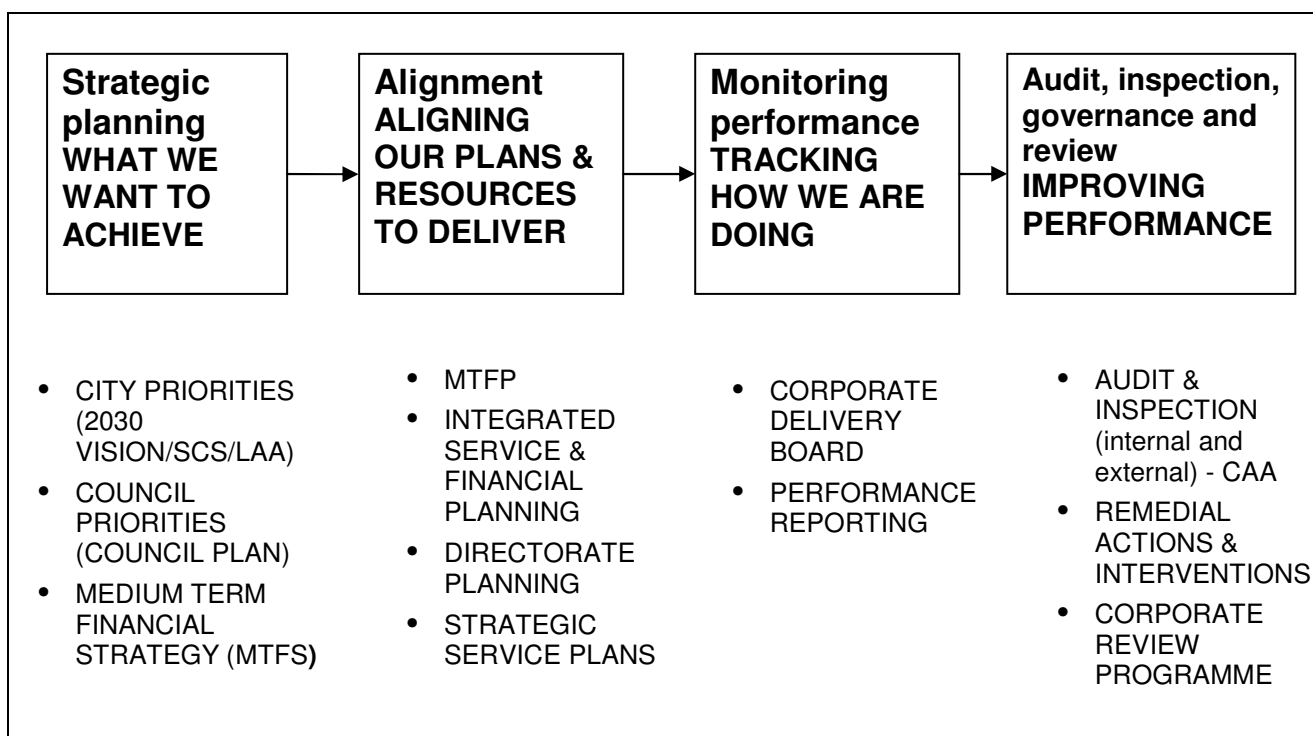 Strategic
planning
WHAT WE
WANT TO
ACHIEVE
Alignment
ALIGNING
OUR PLANS &
RESOURCES
TO DELIVER
Monitoring
performance
TRACKING
HOW WE ARE
DOING
Audit, inspection,
governance and
review
IMPROVING
PERFORMANCE
• CITY PRIORITIES
(2030
VISION/SCS/LAA)
• COUNCIL
PRIORITIES
(COUNCIL PLAN)
• MEDIUM TERM
FINANCIAL
STRATEGY (MTFS)
• MTFP
• INTEGRATED
SERVICE &
FINANCIAL
PLANNING
• DIRECTORATE
PLANNING
• STRATEGIC
SERVICE PLANS
• CORPORATE
DELIVERY
BOARD
• PERFORMANCE
REPORTING
• AUDIT &
INSPECTION
(internal and
external) - CAA
• REMEDIAL
ACTIONS &
INTERVENTIONS
• CORPORATE
REVIEW
PROGRAMME